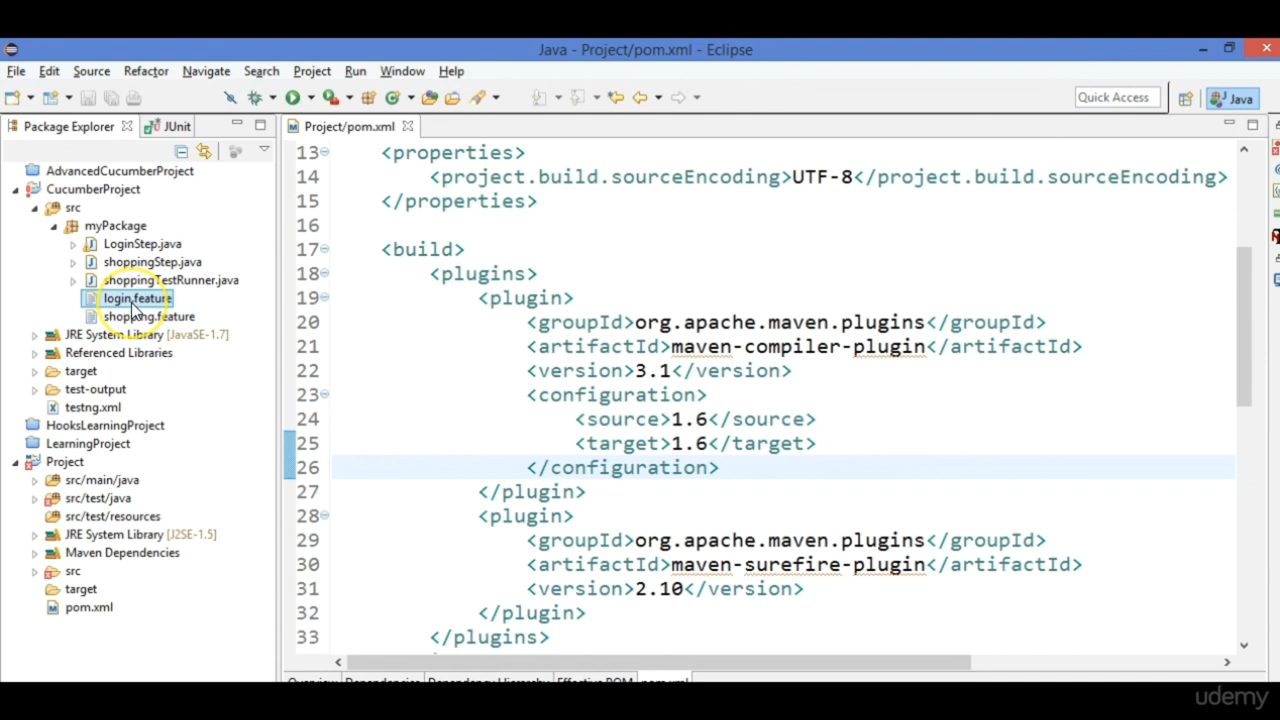 Java - Project/pom.xml - Eclipse
File Edit Source Refactor Navigate Search Project Run Window Help
Quick Access
Java
Package Explorer
JUnit
Project/pom.xml
AdvancedCucumberProject
CucumberProject
src
myPackage
LoginStep.java
shoppingStep.java
shoppingTestRunner.java
login.feature
shopping.feature
JRE System Library [JavaSE-1.7]
Referenced Libraries
target
test-output
testng.xml
HooksLearningProject
LearningProject
Project
src/main/java
src/test/java
src/test/resources
JRE System Library [J2SE-1.5]
Maven Dependencies
src
target
pom.xml
13 <properties>
14 <project.build.sourceEncoding>UTF-8</project.build.sourceEncoding>
15 </properties>
16
17 <build>
18 <plugins>
19 <plugin>
20 <groupId>org.apache.maven.plugins</groupId>
21 <artifactId>maven-compiler-plugin</artifactId>
22 <version>3.1</version>
23 <configuration>
24 <source>1.6</source>
25 <target>1.6</target>
26 </configuration>
27 </plugin>
28 <plugin>
29 <groupId>org.apache.maven.plugins</groupId>
30 <artifactId>maven-surefire-plugin</artifactId>
31 <version>2.10</version>
32 </plugin>
33 </plugins>
Overview Dependencies Dependency Hierarchy Effective POM pom.xml
udemy